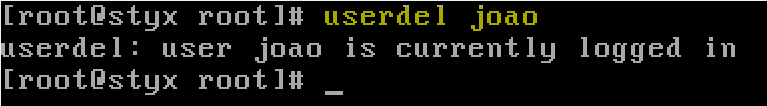 [root@styx root]# userdel joao
userdel: user joao is currently logged in
[root@styx root]# _